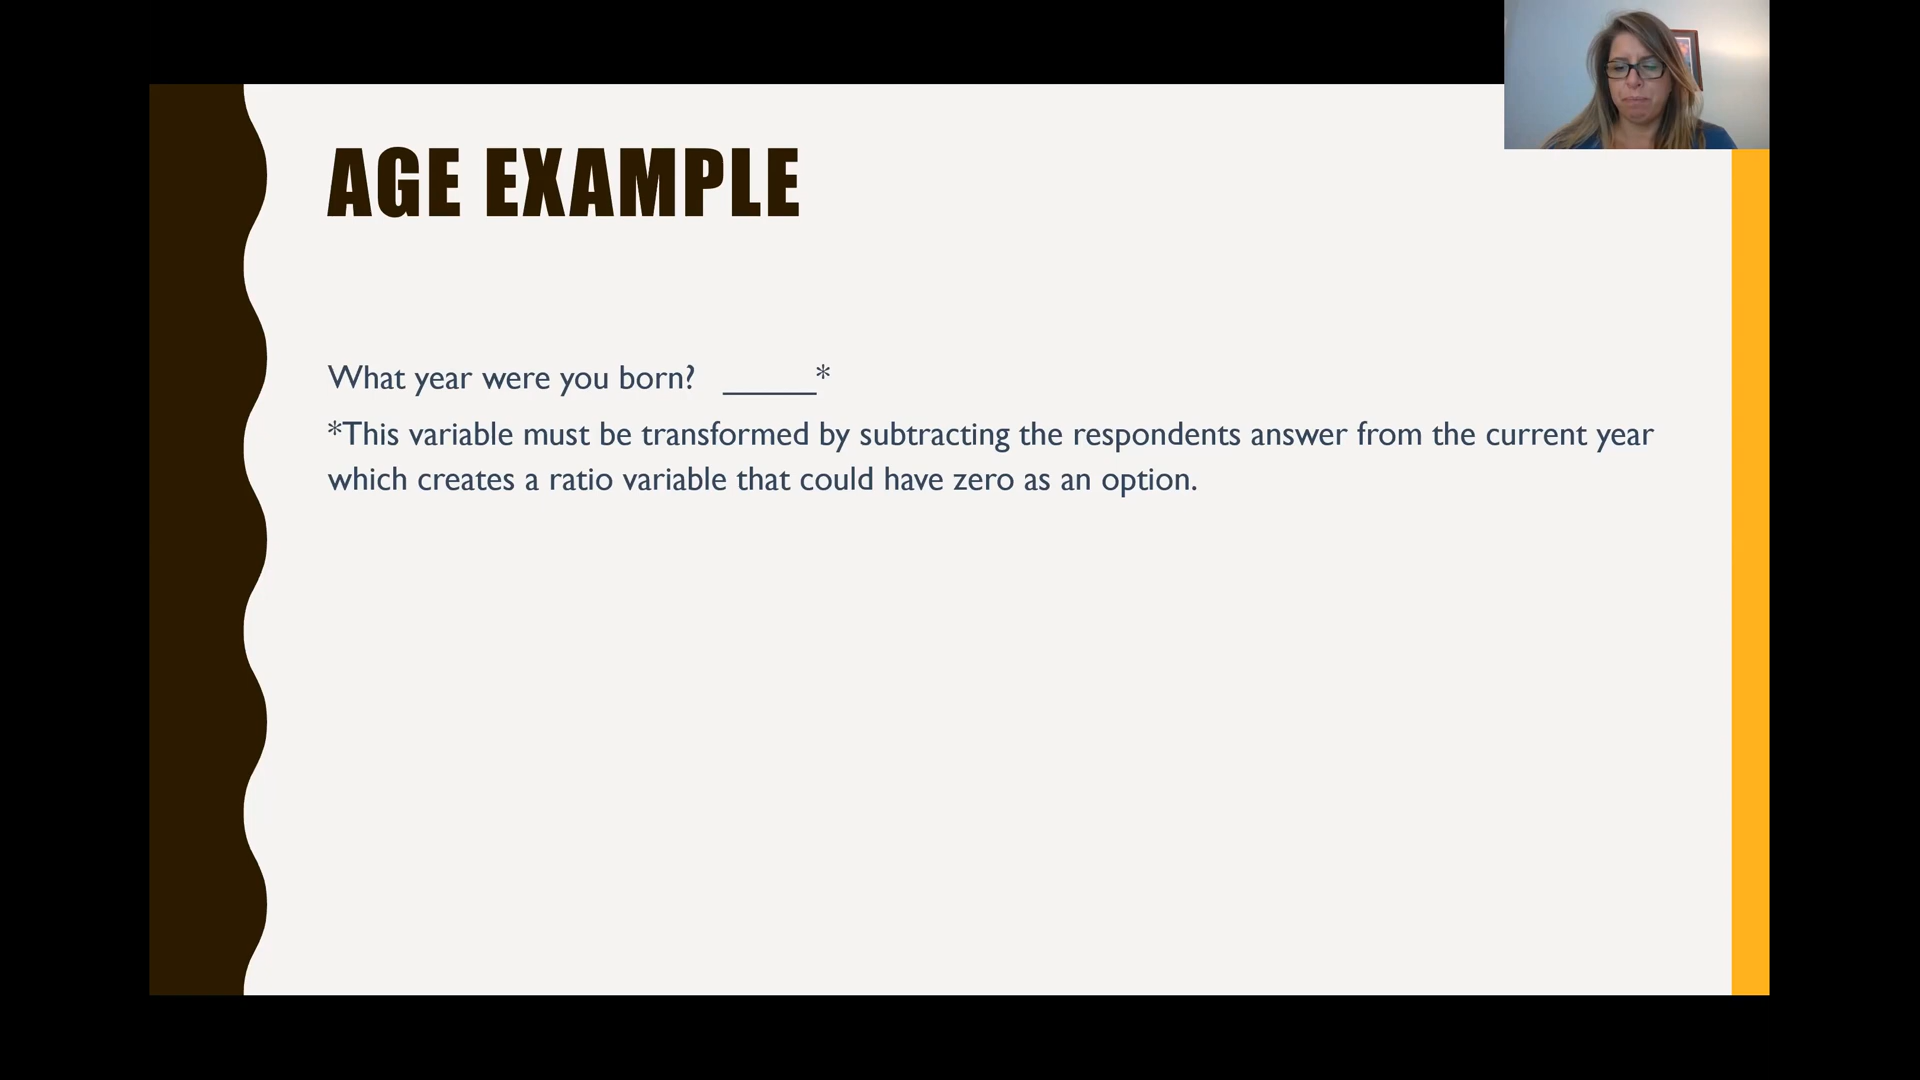 AGE EXAMPLE
What year were you born? ______*
*This variable must be transformed by subtracting the respondents answer from the current year
which creates a ratio variable that could have zero as an option.